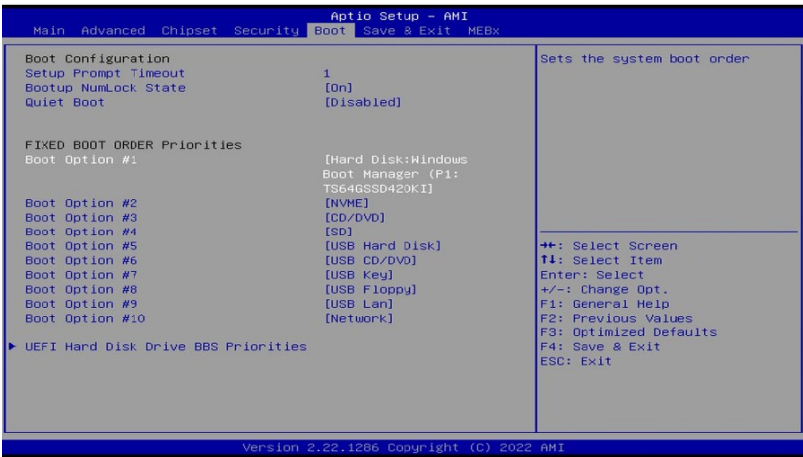 Aptio Setup – AMI
Main Advanced Chipset Security Boot Save & Exit MEBx
Boot Configuration
Setup Prompt Timeout 1
Bootup NumLock State [On]
Quiet Boot [Disabled]
FIXED BOOT ORDER Priorities
Boot Option #1 [Hard Disk:Windows
Boot Manager (P1:
TS64GSSD420KI]
Boot Option #2 [NVME]
Boot Option #3 [CD/DVD]
Boot Option #4 [SD]
Boot Option #5 [USB Hard Disk]
Boot Option #6 [USB CD/DVD]
Boot Option #7 [USB Key]
Boot Option #8 [USB Floppy]
Boot Option #9 [USB Lan]
Boot Option #10 [Network]
▶ UEFI Hard Disk Drive BBS Priorities
Sets the system boot order
→←: Select Screen
↑↓: Select Item
Enter: Select
+/-: Change Opt.
F1: General Help
F2: Previous Values
F3: Optimized Defaults
F4: Save & Exit
ESC: Exit
Version 2.22.1286 Copyright (C) 2022 AMI